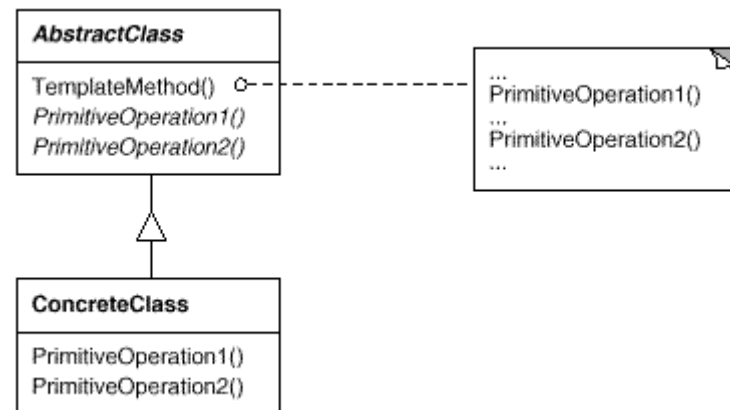 AbstractClass
TemplateMethod()
PrimitiveOperation1()
PrimitiveOperation2()
...
PrimitiveOperation1()
...
PrimitiveOperation2()
...
ConcreteClass
PrimitiveOperation1()
PrimitiveOperation2()